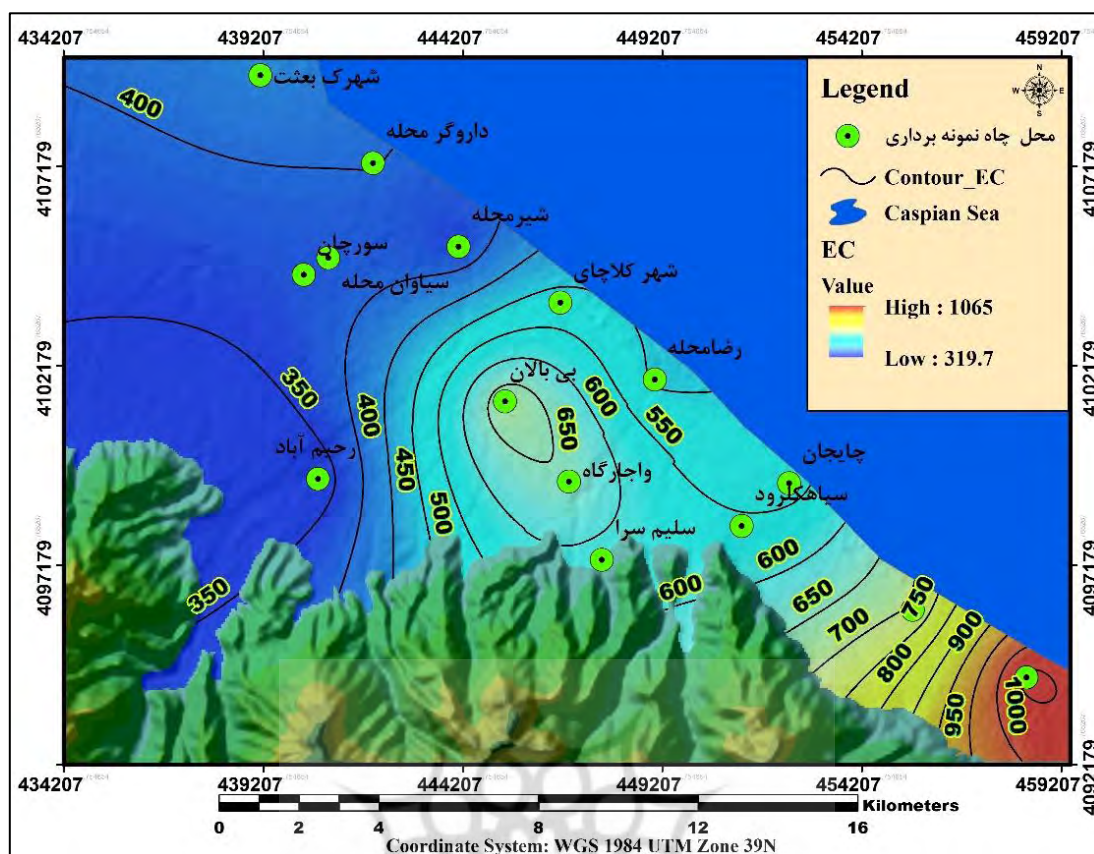 434207 439207 444207 449207 454207 459207
شهرک بعثت
400
داروگر محله
4107179
4107179
شیرمحله
سورچان
سیاوان محله
شهر کلاچای
رضامحله
4102179
4102179
بی بالان
350
400
450
500
600
650
550
رحیم آباد
واجارگاه
چایجان
سیاهکلرود
سلیم سرا
4097179
4097179
350
600
600
650
700
750
800
900
950
1000
4092179
Legend
N
W E
S
محل چاه نمونه برداری
Contour_EC
Caspian Sea
EC
Value
High : 1065
Low : 319.7
434207 439207 444207 449207 454207 459207
Kilometers
0 2 4 8 12 16
Coordinate System: WGS 1984 UTM Zone 39N